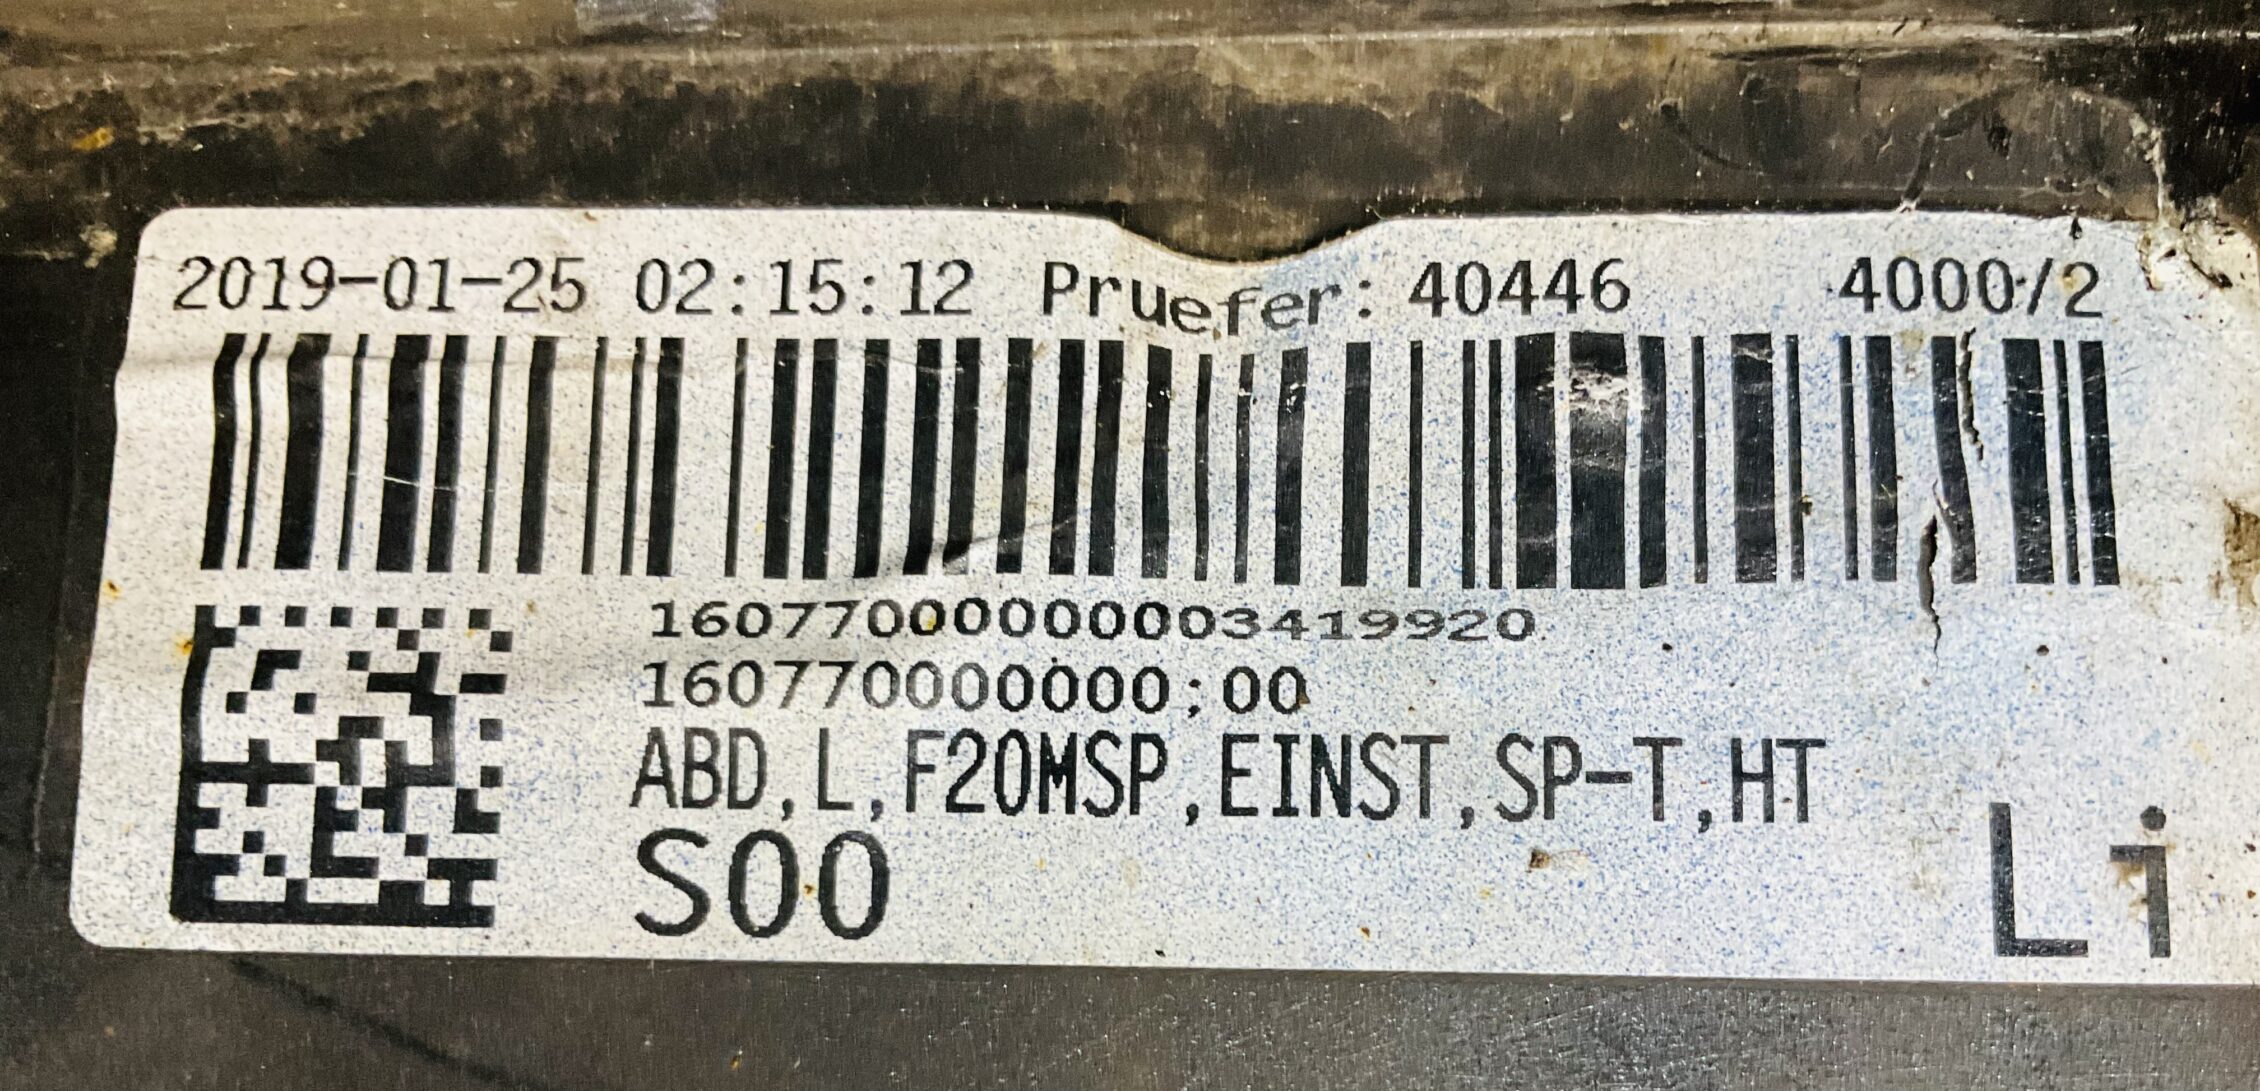 2019-01-25 02:15:12 Pruefer: 40446 4000/2
16077000000003419920
160770000000;00
ABD,L,F20MSP,EINST,SP-T,HT
S00
Li